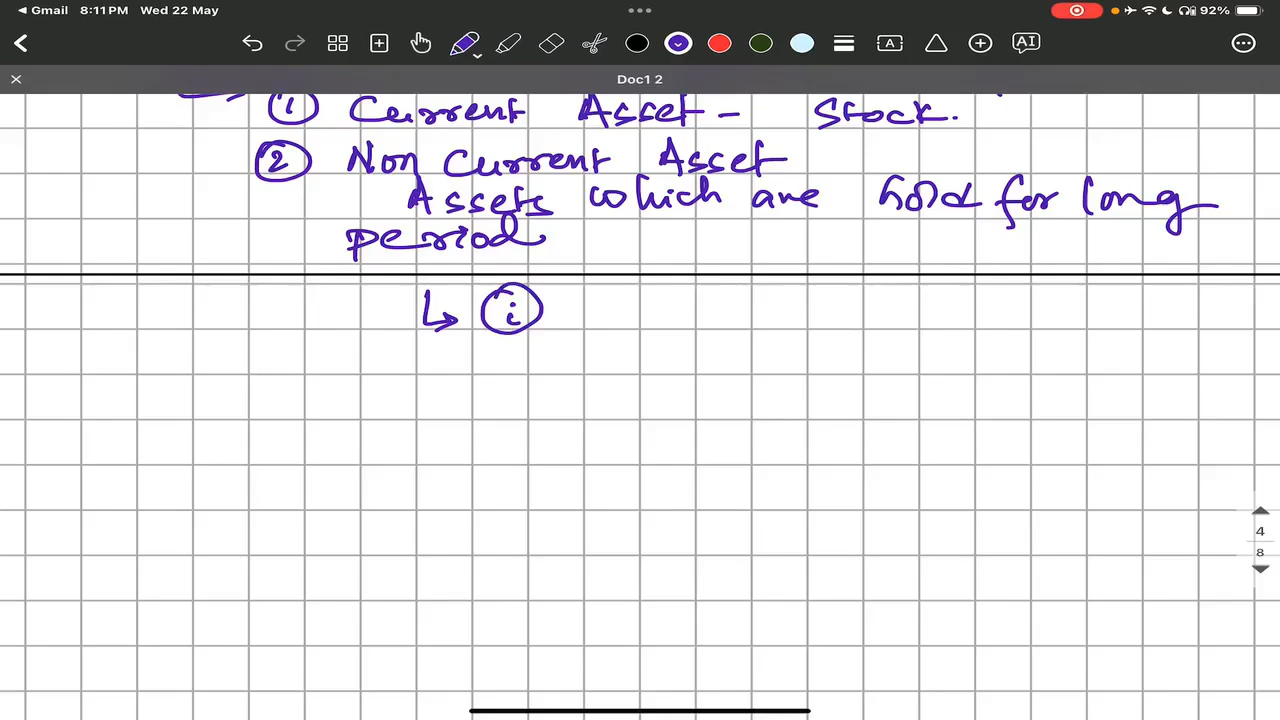 Gmail 8:11 PM Wed 22 May 92%
A AI
Doc1 2
1 Current Asset - Stock.
2 Non Current Asset
Assets which are hold for long
period
i
4
8